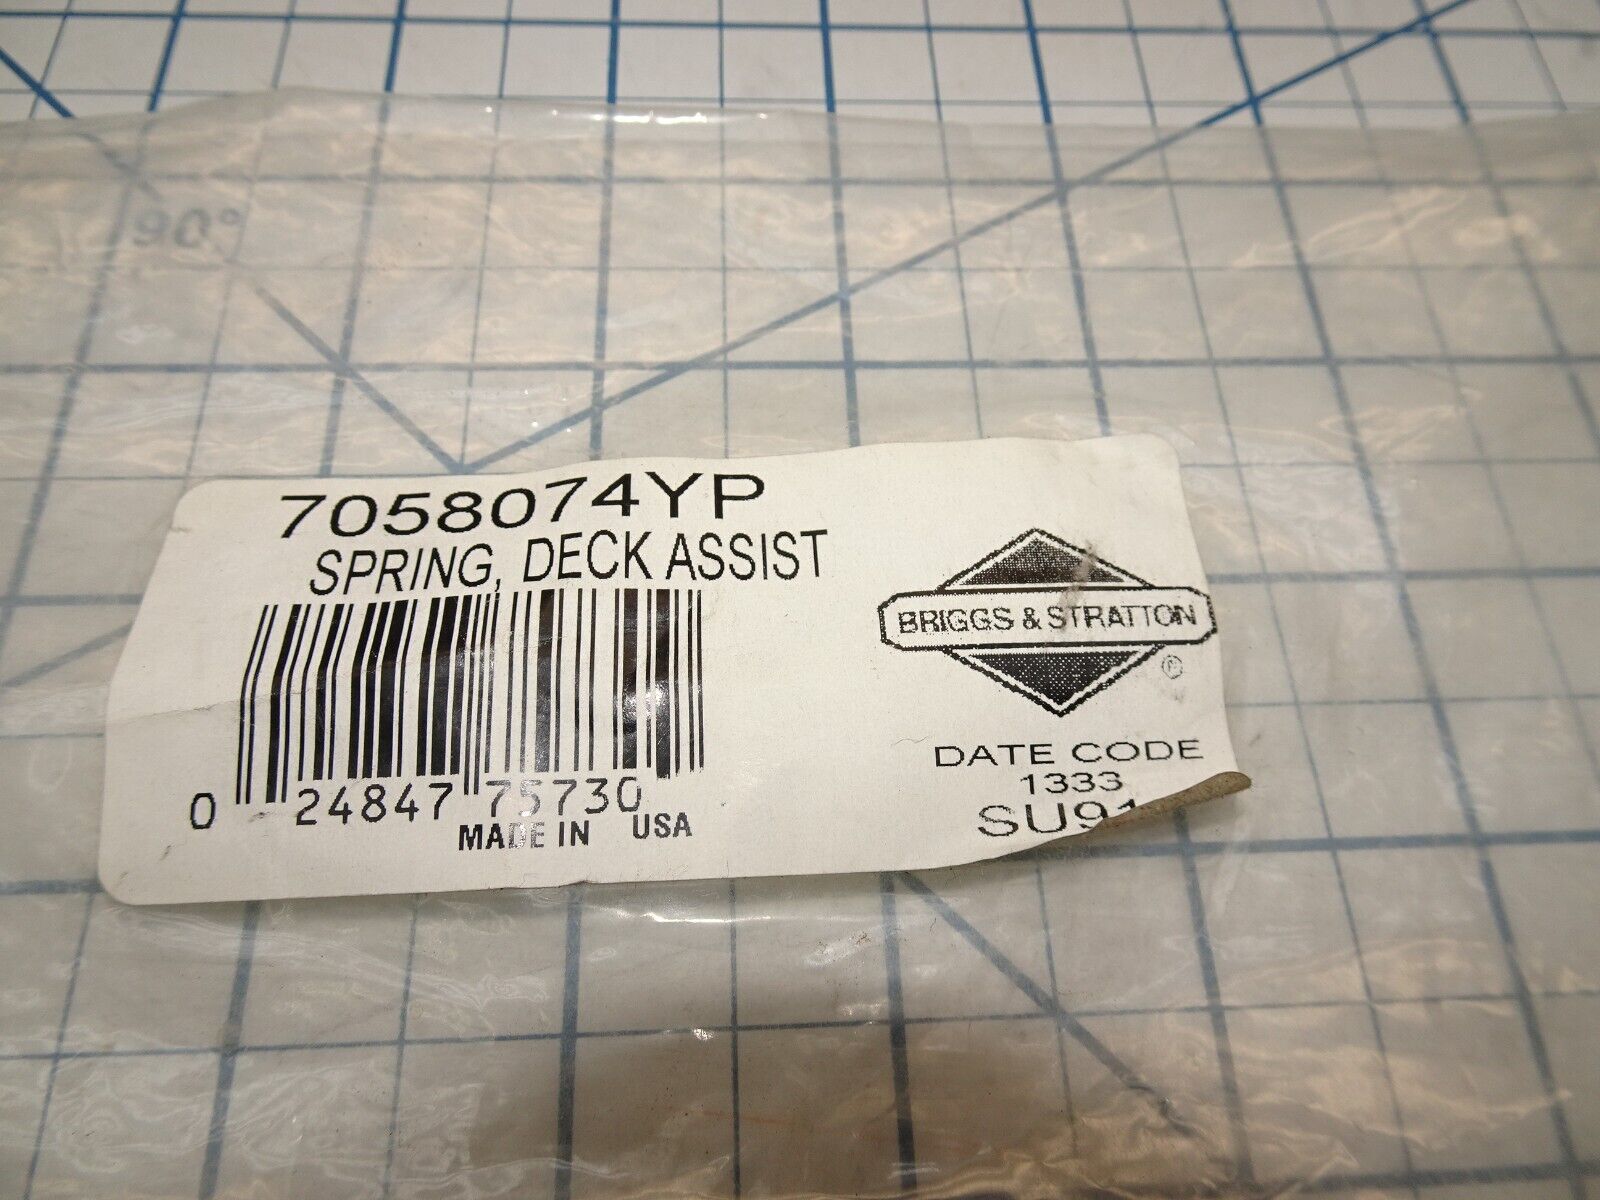 90°
7058074YP
SPRING, DECK ASSIST
0 24847 75730
MADE IN USA
BRIGGS & STRATTON
®
DATE CODE
1333